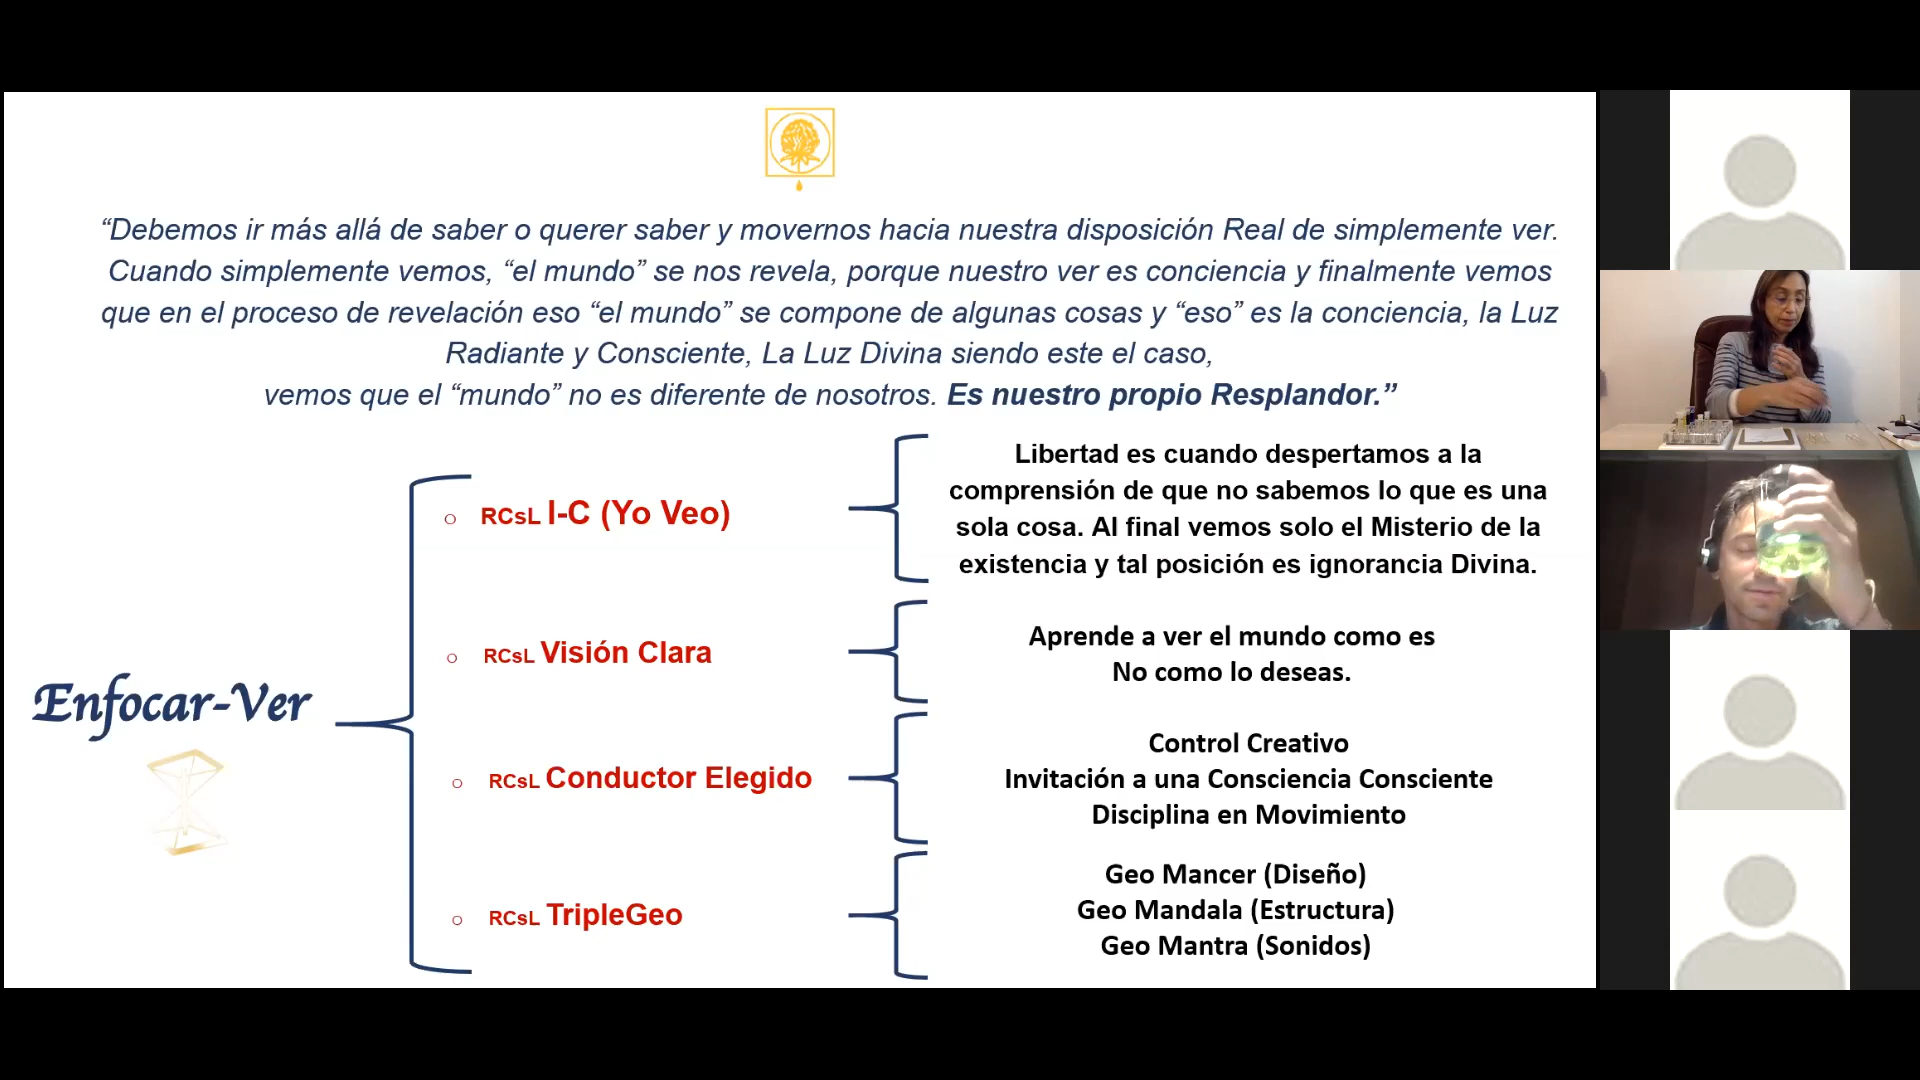 “Debemos ir más allá de saber o querer saber y movernos hacia nuestra disposición Real de simplemente ver.
Cuando simplemente vemos, “el mundo” se nos revela, porque nuestro ver es conciencia y finalmente vemos
que en el proceso de revelación eso “el mundo” se compone de algunas cosas y “eso” es la conciencia, la Luz
Radiante y Consciente, La Luz Divina siendo este el caso,
vemos que el “mundo” no es diferente de nosotros. Es nuestro propio Resplandor.”
Enfocar-Ver
RCsL I-C (Yo Veo)
Libertad es cuando despertamos a la
comprensión de que no sabemos lo que es una
sola cosa. Al final vemos solo el Misterio de la
existencia y tal posición es ignorancia Divina.
RCsL Visión Clara
Aprende a ver el mundo como es
No como lo deseas.
RCsL Conductor Elegido
Control Creativo
Invitación a una Consciencia Consciente
Disciplina en Movimiento
RCsL TripleGeo
Geo Mancer (Diseño)
Geo Mandala (Estructura)
Geo Mantra (Sonidos)